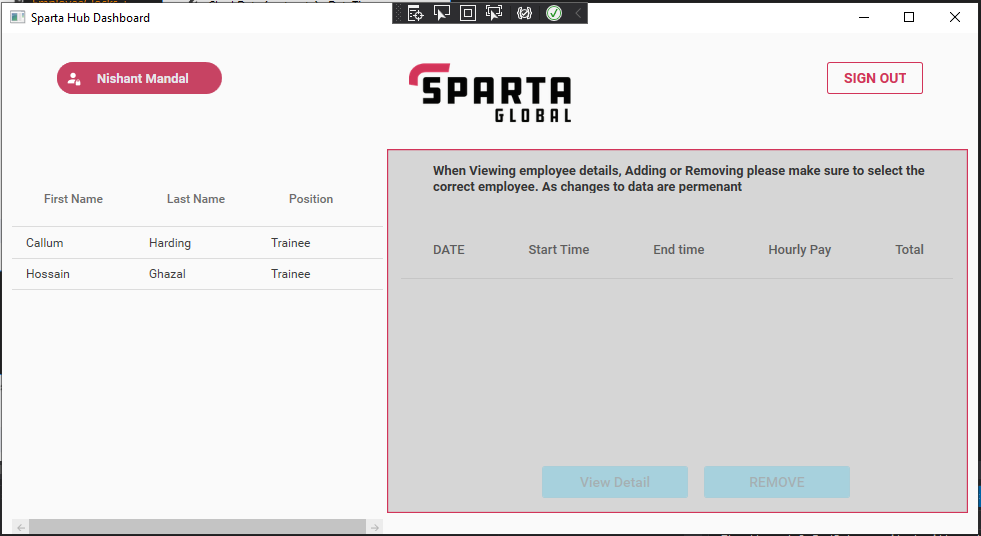 Sparta Hub Dashboard
Nishant Mandal
SPARTA
GLOBAL
SIGN OUT
First Name Last Name Position
Callum Harding Trainee
Hossain Ghazal Trainee
When Viewing employee details, Adding or Removing please make sure to select the
correct employee. As changes to data are permenant
DATE Start Time End time Hourly Pay Total
View Detail REMOVE